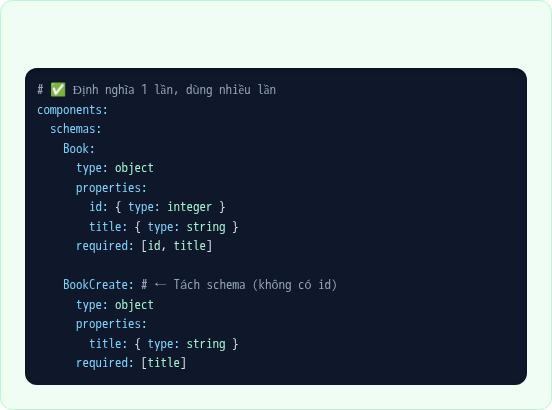 # ✅ Định nghĩa 1 lần, dùng nhiều lần
components:
  schemas:
    Book:
      type: object
      properties:
        id: { type: integer }
        title: { type: string }
      required: [id, title]

    BookCreate: # ← Tách schema (không có id)
      type: object
      properties:
        title: { type: string }
      required: [title]